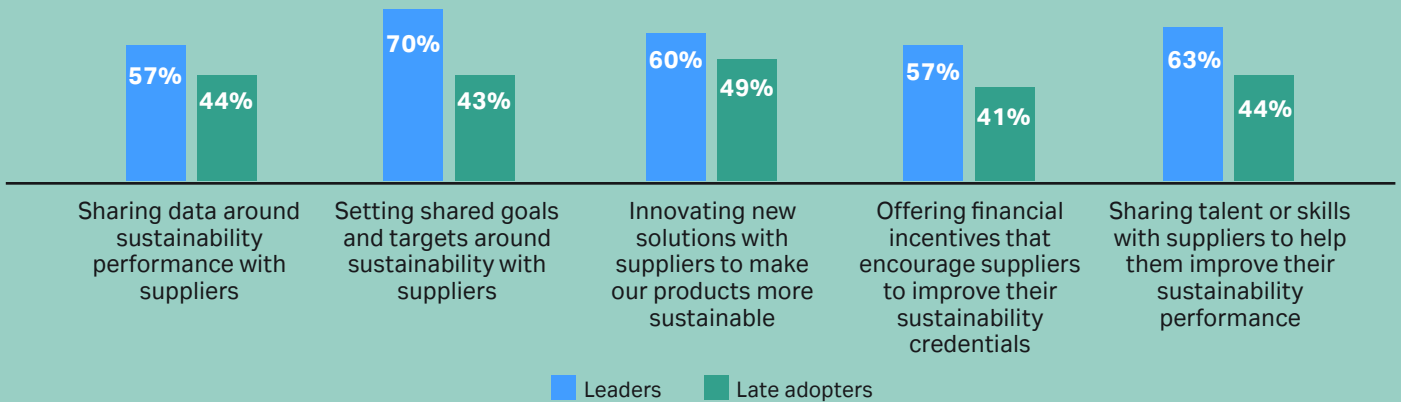 57%
44%
70%
43%
60%
49%
57%
41%
63%
44%
Sharing data around
sustainability
performance with
suppliers
Setting shared goals
and targets around
sustainability with
suppliers
Innovating new
solutions with
suppliers to make
our products more
sustainable
Offering financial
incentives that
encourage suppliers
to improve their
sustainability
credentials
Sharing talent or skills
with suppliers to help
them improve their
sustainability
performance
Leaders
Late adopters